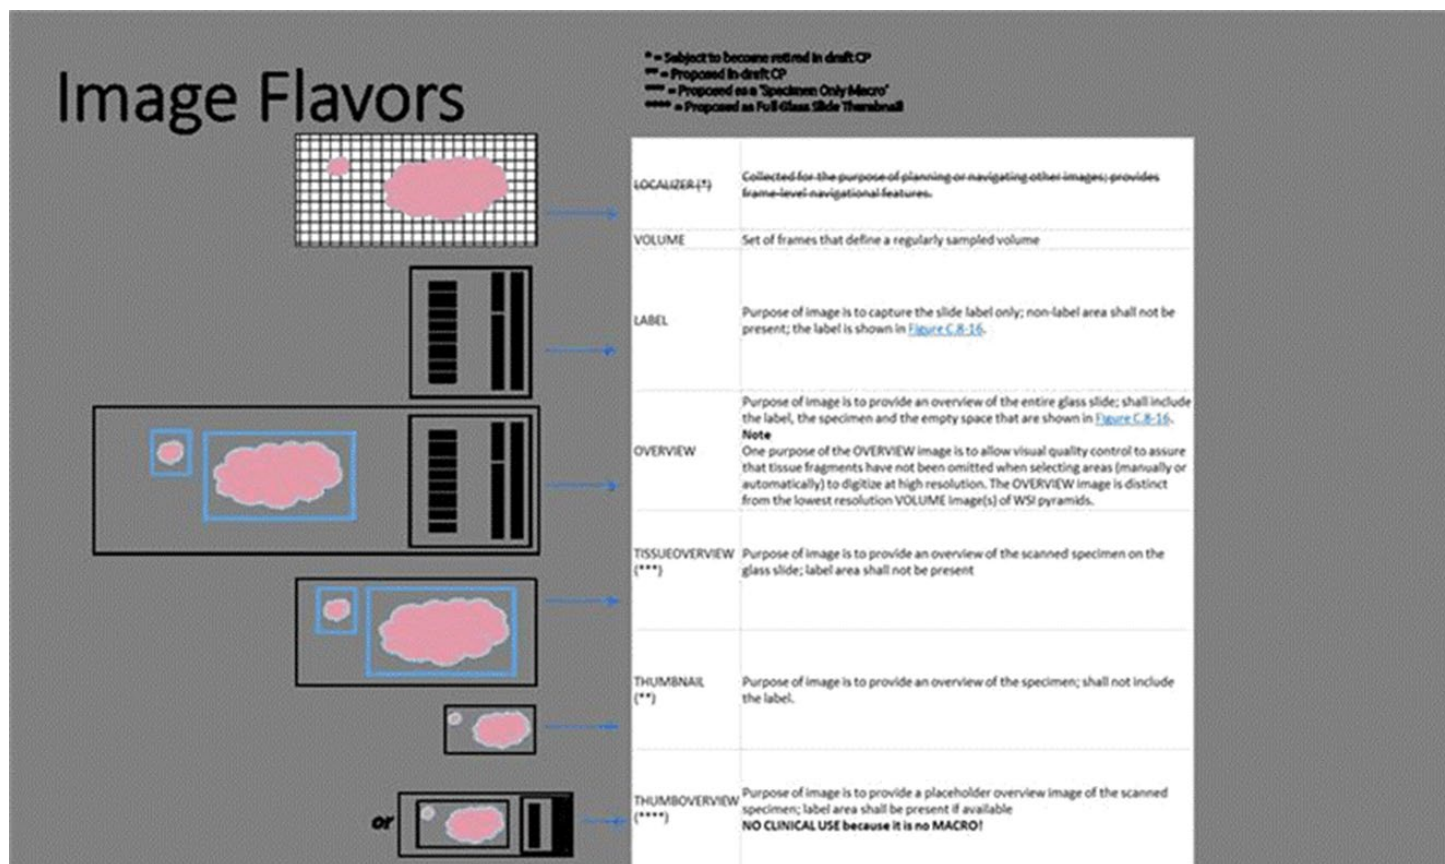 Image Flavors
* = Subject to become retired in draft CP
** = Proposed in draft CP
*** = Proposed as a 'Specimen Only Macro'
**** = Proposed as Full Glass Slide Thumbnail
LOCALIZER (*)
Collected for the purpose of planning or navigating other images; provides
frame-level navigational features.
VOLUME
Set of frames that define a regularly sampled volume
LABEL
Purpose of image is to capture the slide label only; non-label area shall not be
present; the label is shown in Figure C.8-16.
OVERVIEW
Purpose of image is to provide an overview of the entire glass slide; shall include
the label, the specimen and the empty space that are shown in Figure C.8-16.
Note
One purpose of the OVERVIEW image is to allow visual quality control to assure
that tissue fragments have not been omitted when selecting areas (manually or
automatically) to digitize at high resolution. The OVERVIEW image is distinct
from the lowest resolution VOLUME image(s) of WSI pyramids.
TISSUEOVERVIEW
(***)
Purpose of image is to provide an overview of the scanned specimen on the
glass slide; label area shall not be present
THUMBNAIL
(**)
Purpose of image is to provide an overview of the specimen; shall not include
the label.
or
THUMBOVERVIEW
(****)
Purpose of image is to provide a placeholder overview image of the scanned
specimen; label area shall be present if available
NO CLINICAL USE because it is no MACRO!